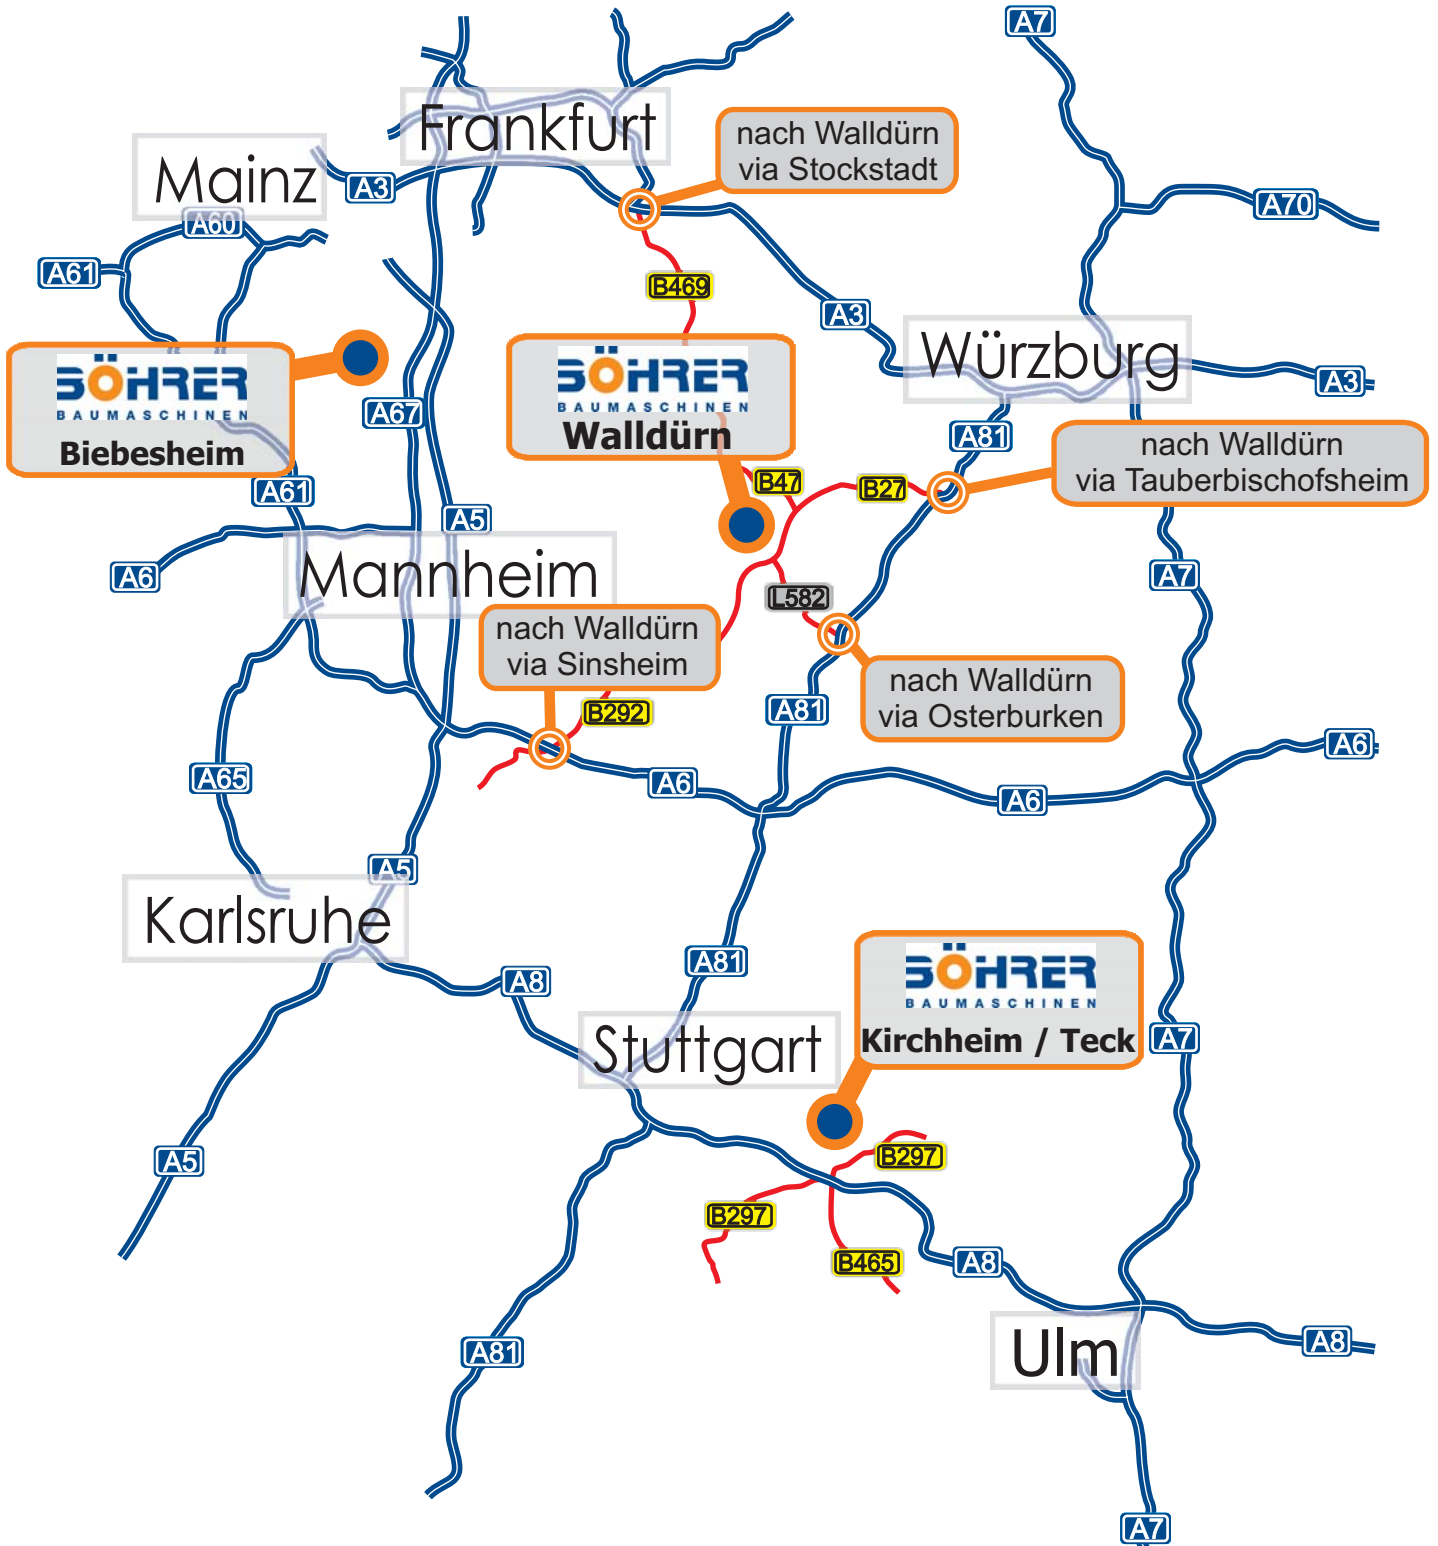 A7
Frankfurt
nach Walldürn
via Stockstadt
Mainz
A3
A70
A60
A61
B469
A3
Würzburg
BÖHRER
BAUMASCHINEN
Biebesheim
BÖHRER
BAUMASCHINEN
Walldürn
A3
A67
A81
nach Walldürn
via Tauberbischofsheim
A61
B47
B27
A5
A6
Mannheim
A7
L582
nach Walldürn
via Sinsheim
nach Walldürn
via Osterburken
B292
A81
A6
A65
A6
A6
A5
Karlsruhe
A81
A8
BÖHRER
BAUMASCHINEN
Kirchheim / Teck
Stuttgart
A7
A5
B297
B297
B465
A8
A81
Ulm
A8
A7